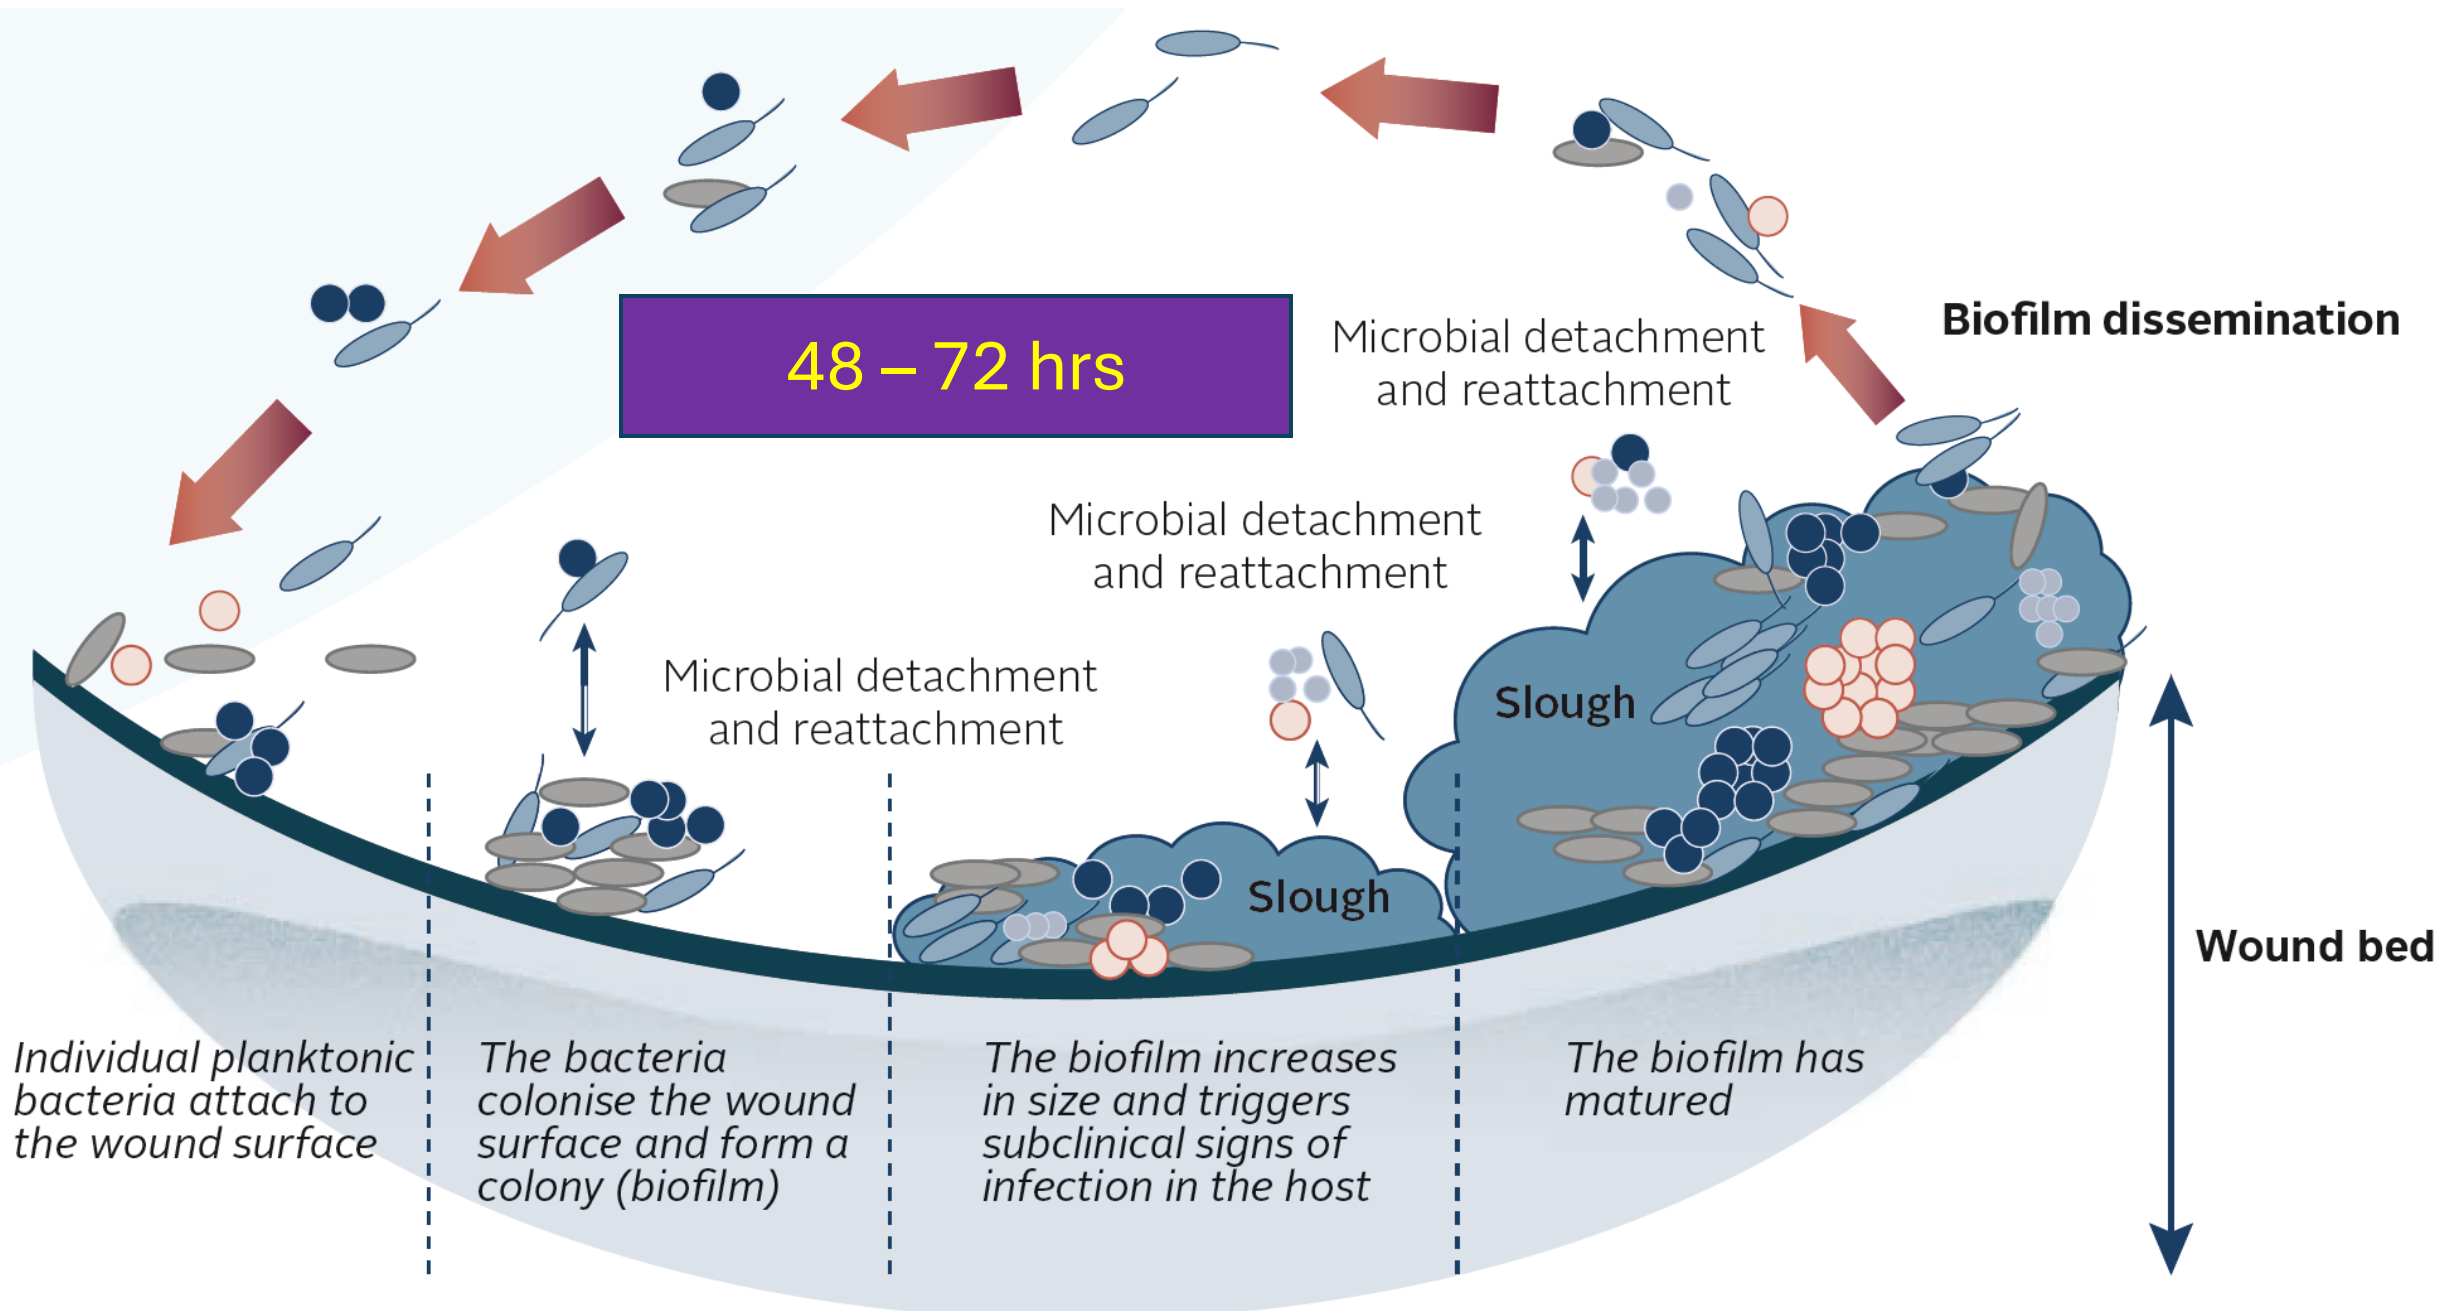 48 – 72 hrs
Biofilm dissemination
Microbial detachment
and reattachment
Microbial detachment
and reattachment
Microbial detachment
and reattachment
Slough
Slough
Wound bed
Individual planktonic
bacteria attach to
the wound surface
The bacteria
colonise the wound
surface and form a
colony (biofilm)
The biofilm increases
in size and triggers
subclinical signs of
infection in the host
The biofilm has
matured